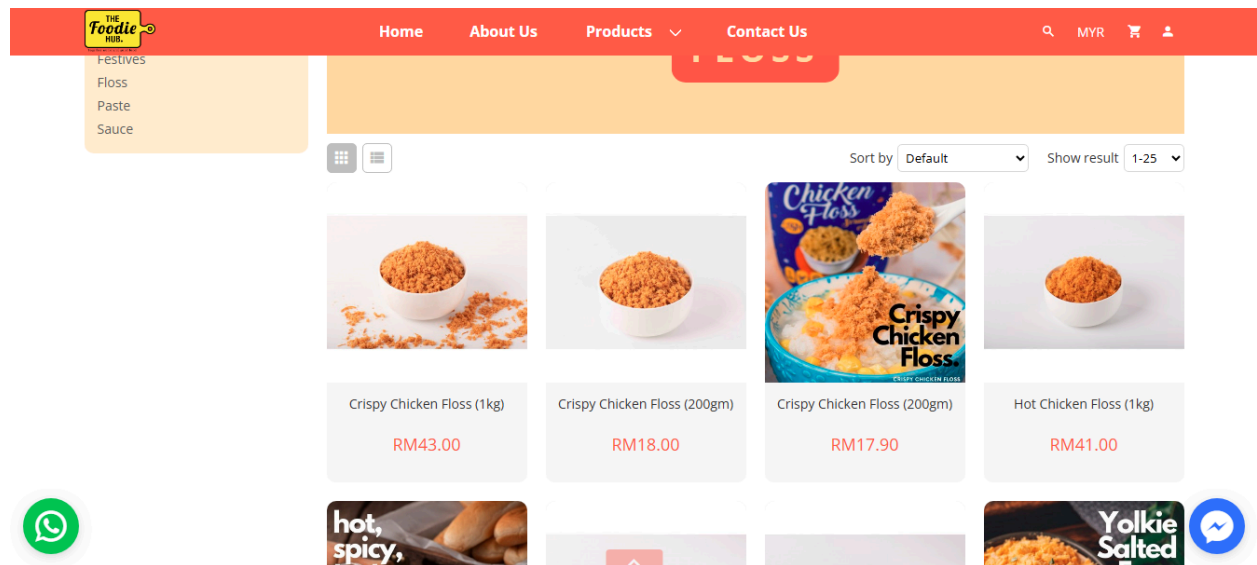 THE
Foodie
HUB.
Home
About Us
Products
Contact Us
MYR
Festives
Floss
Paste
Sauce
FLOSS
Sort by
Default
Show result
1-25
Chicken
Floss
Crispy
Chicken
Floss.
CRISPY CHICKEN FLOSS
Crispy Chicken Floss (1kg)
Crispy Chicken Floss (200gm)
Crispy Chicken Floss (200gm)
Hot Chicken Floss (1kg)
RM43.00
RM18.00
RM17.90
RM41.00
hot,
spicy,
Yolkie
Salted